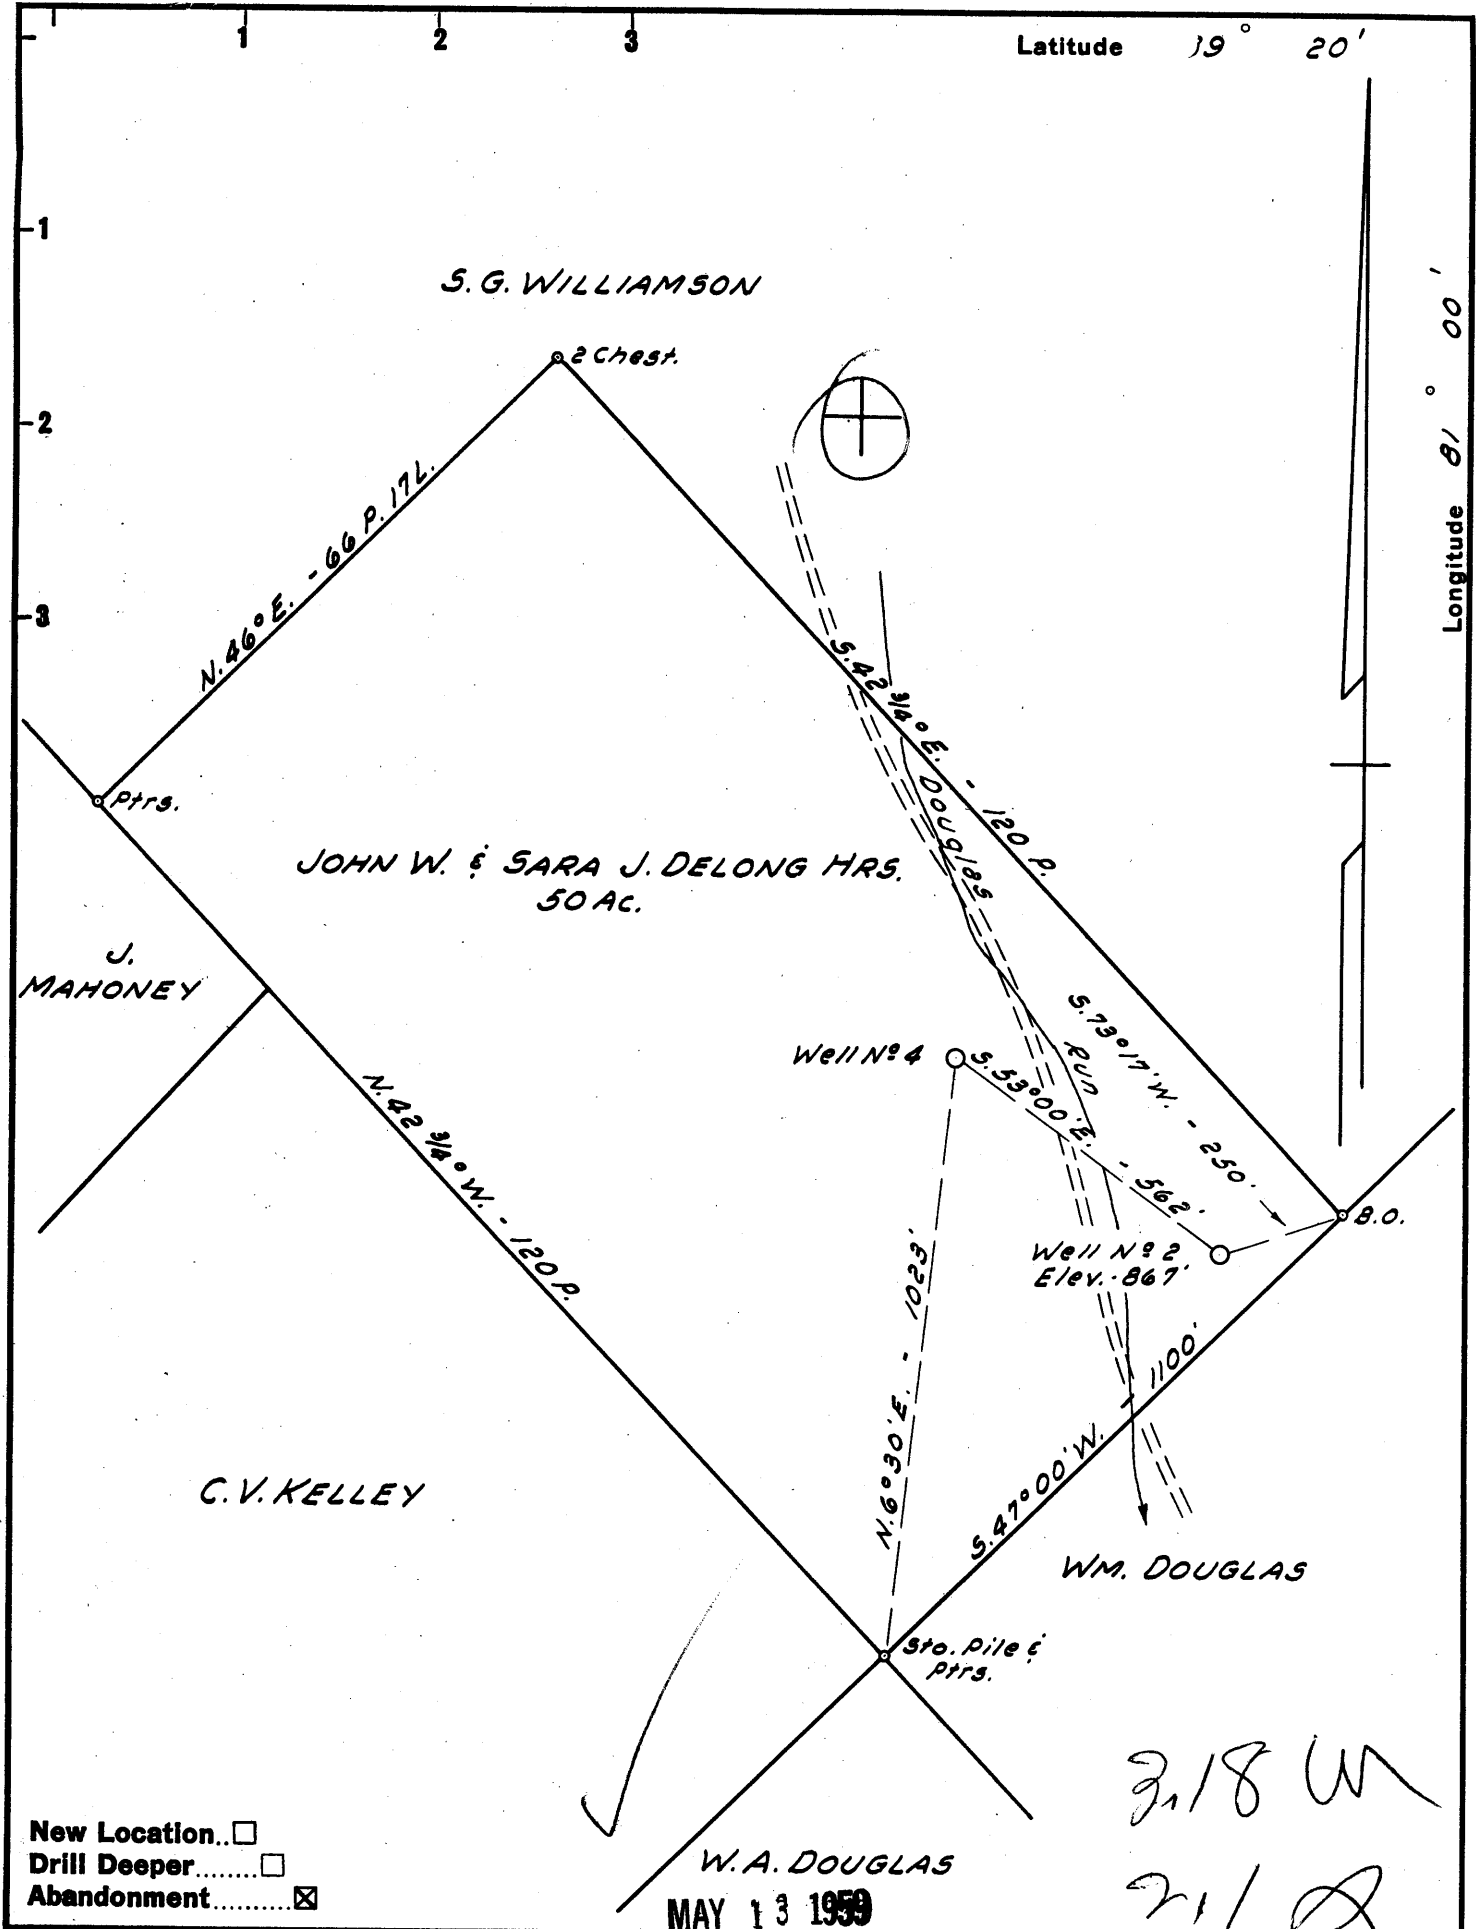 1 2 3
Latitude 39° 20'
1
2
3
Longitude 81° 00'
S. G. WILLIAMSON
2 Chest.
N. 46° E. - 66 P. 17 L.
S. 42 3/4° E. - 120 P.
Ptrs.
Douglas Run
JOHN W. & SARA J. DELONG HRS.
50 Ac.
J.
MAHONEY
S. 73° 17' W. - 250'
Well Nº 4
S. 53° 00' E. - 562'
N. 42 3/4° W. - 120 P.
B.O.
Well Nº 2
Elev. - 867'
N. 6° 30' E. - 1023'
S. 47° 00' W. - 1100'
C. V. KELLEY
WM. DOUGLAS
Sto. Pile &
Ptrs.
3.18 W
New Location..
Drill Deeper........
Abandonment.......... ☒
W. A. DOUGLAS
MAY 13 1959